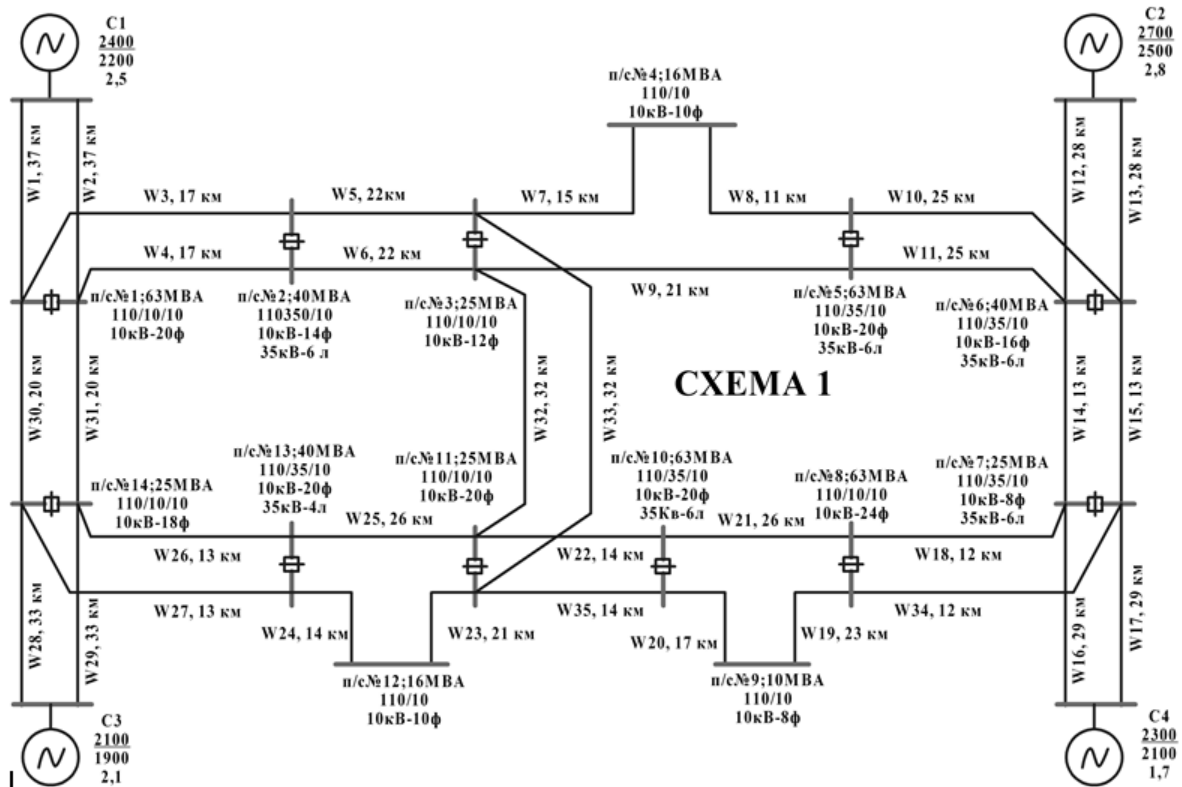 С1
2400
2200
2,5
С2
2700
2500
2,8
п/с№4;16МВА
110/10
10кВ-10ф
W1, 37 км
W2, 37 км
W12, 28 км
W13, 28 км
W3, 17 км
W5, 22км
W7, 15 км
W8, 11 км
W10, 25 км
W4, 17 км
W6, 22 км
W9, 21 км
W11, 25 км
п/с№1;63МВА
110/10/10
10кВ-20ф
п/с№2;40МВА
110350/10
10кВ-14ф
35кВ-6 л
п/с№3;25МВА
110/10/10
10кВ-12ф
п/с№5;63МВА
110/35/10
10кВ-20ф
35кВ-6л
п/с№6;40МВА
110/35/10
10кВ-16ф
35кВ-6л
СХЕМА 1
W30, 20 км
W31, 20 км
W32, 32 км
W33, 32 км
W14, 13 км
W15, 13 км
п/с№14;25МВА
110/10/10
10кВ-18ф
п/с№13;40МВА
110/35/10
10кВ-20ф
35кВ-4л
п/с№11;25МВА
110/10/10
10кВ-20ф
п/с№10;63МВА
110/35/10
10кВ-20ф
35Кв-6л
п/с№8;63МВА
110/10/10
10кВ-24ф
п/с№7;25МВА
110/35/10
10кВ-8ф
35кВ-6л
W25, 26 км
W21, 26 км
W26, 13 км
W22, 14 км
W18, 12 км
W27, 13 км
W24, 14 км
W23, 21 км
W35, 14 км
W20, 17 км
W19, 23 км
W34, 12 км
W28, 33 км
W29, 33 км
W16, 29 км
W17, 29 км
п/с№12;16МВА
110/10
10кВ-10ф
п/с№9;10МВА
110/10
10кВ-8ф
С3
2100
1900
2,1
С4
2300
2100
1,7